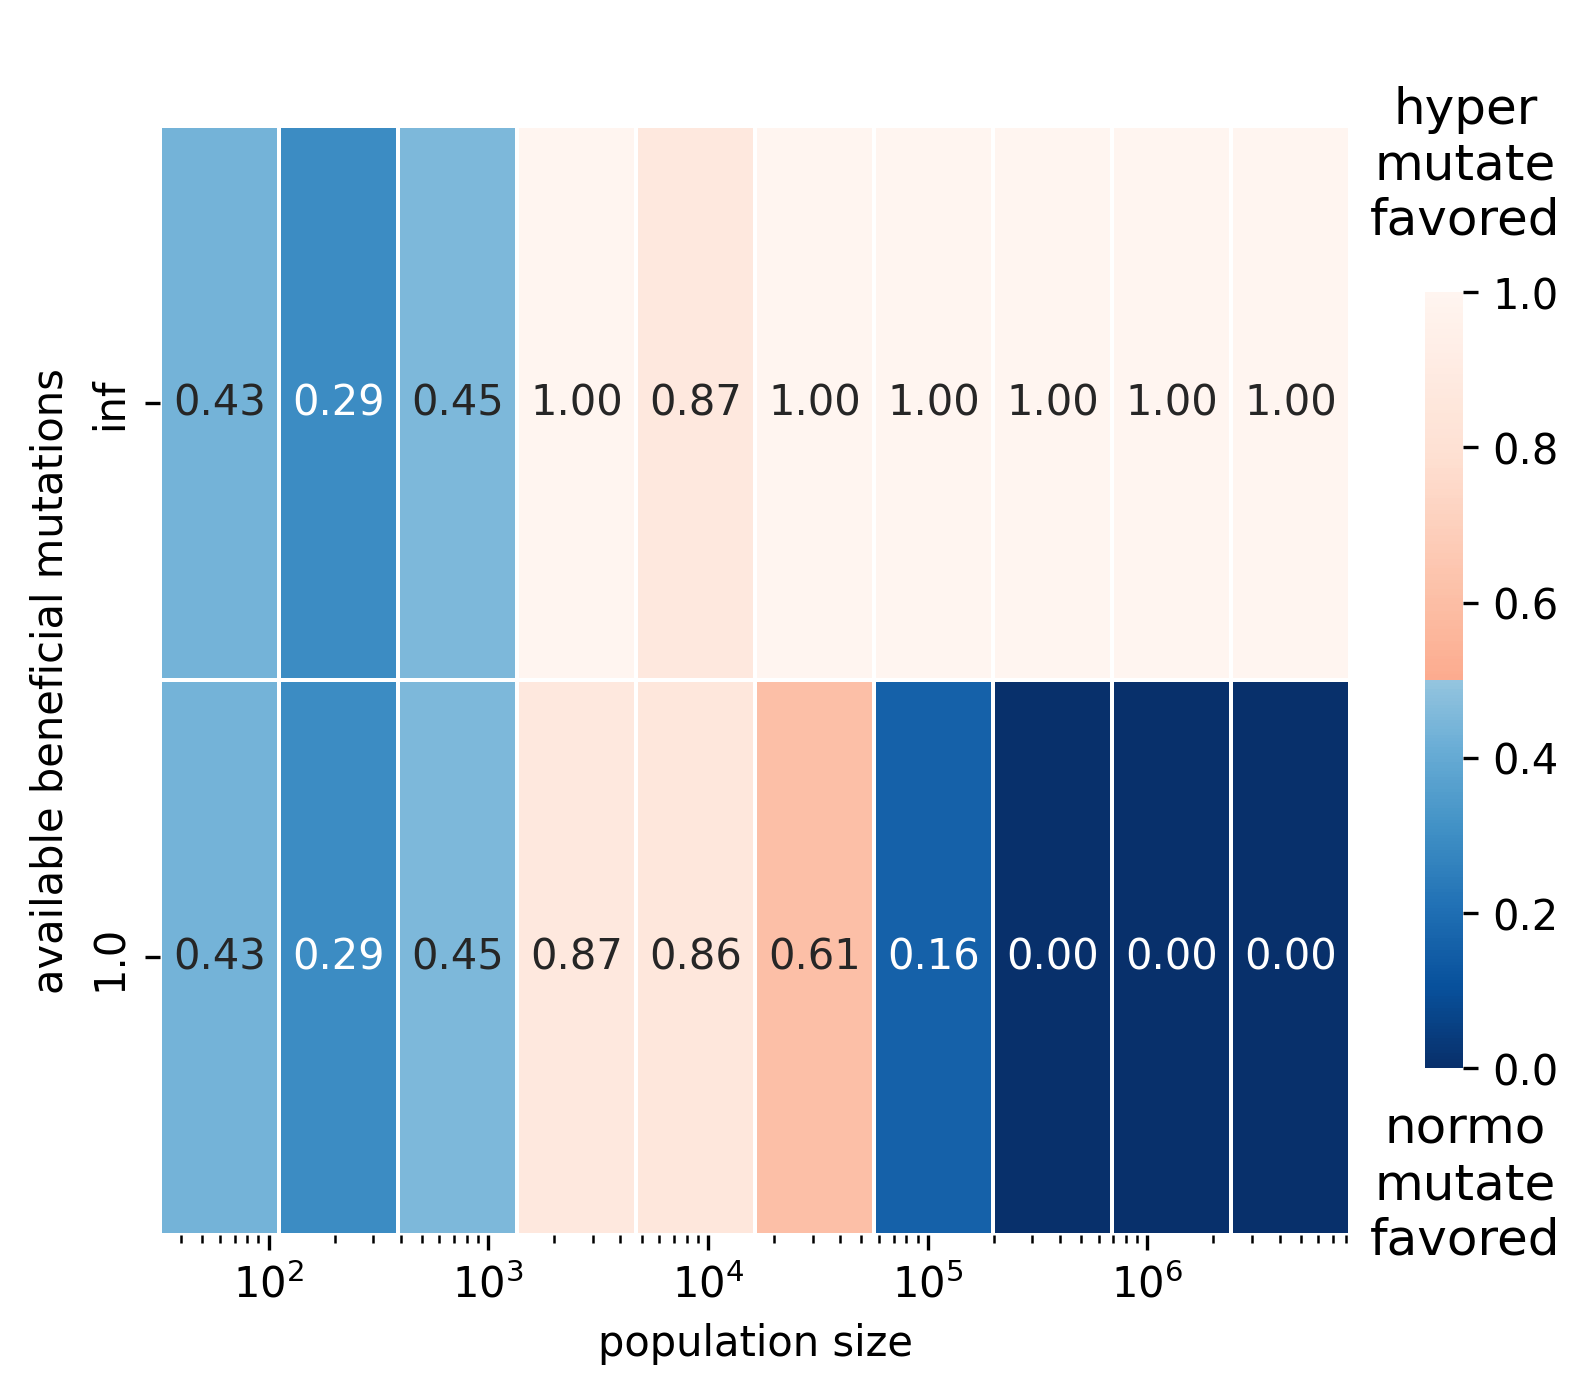 hyper
mutate
favored
available beneficial mutations
inf
0.43 0.29 0.45 1.00 0.87 1.00 1.00 1.00 1.00 1.00
1.0
0.43 0.29 0.45 0.87 0.86 0.61 0.16 0.00 0.00 0.00
10² 10³ 10⁴ 10⁵ 10⁶
population size
1.0
0.8
0.6
0.4
0.2
0.0
normo
mutate
favored